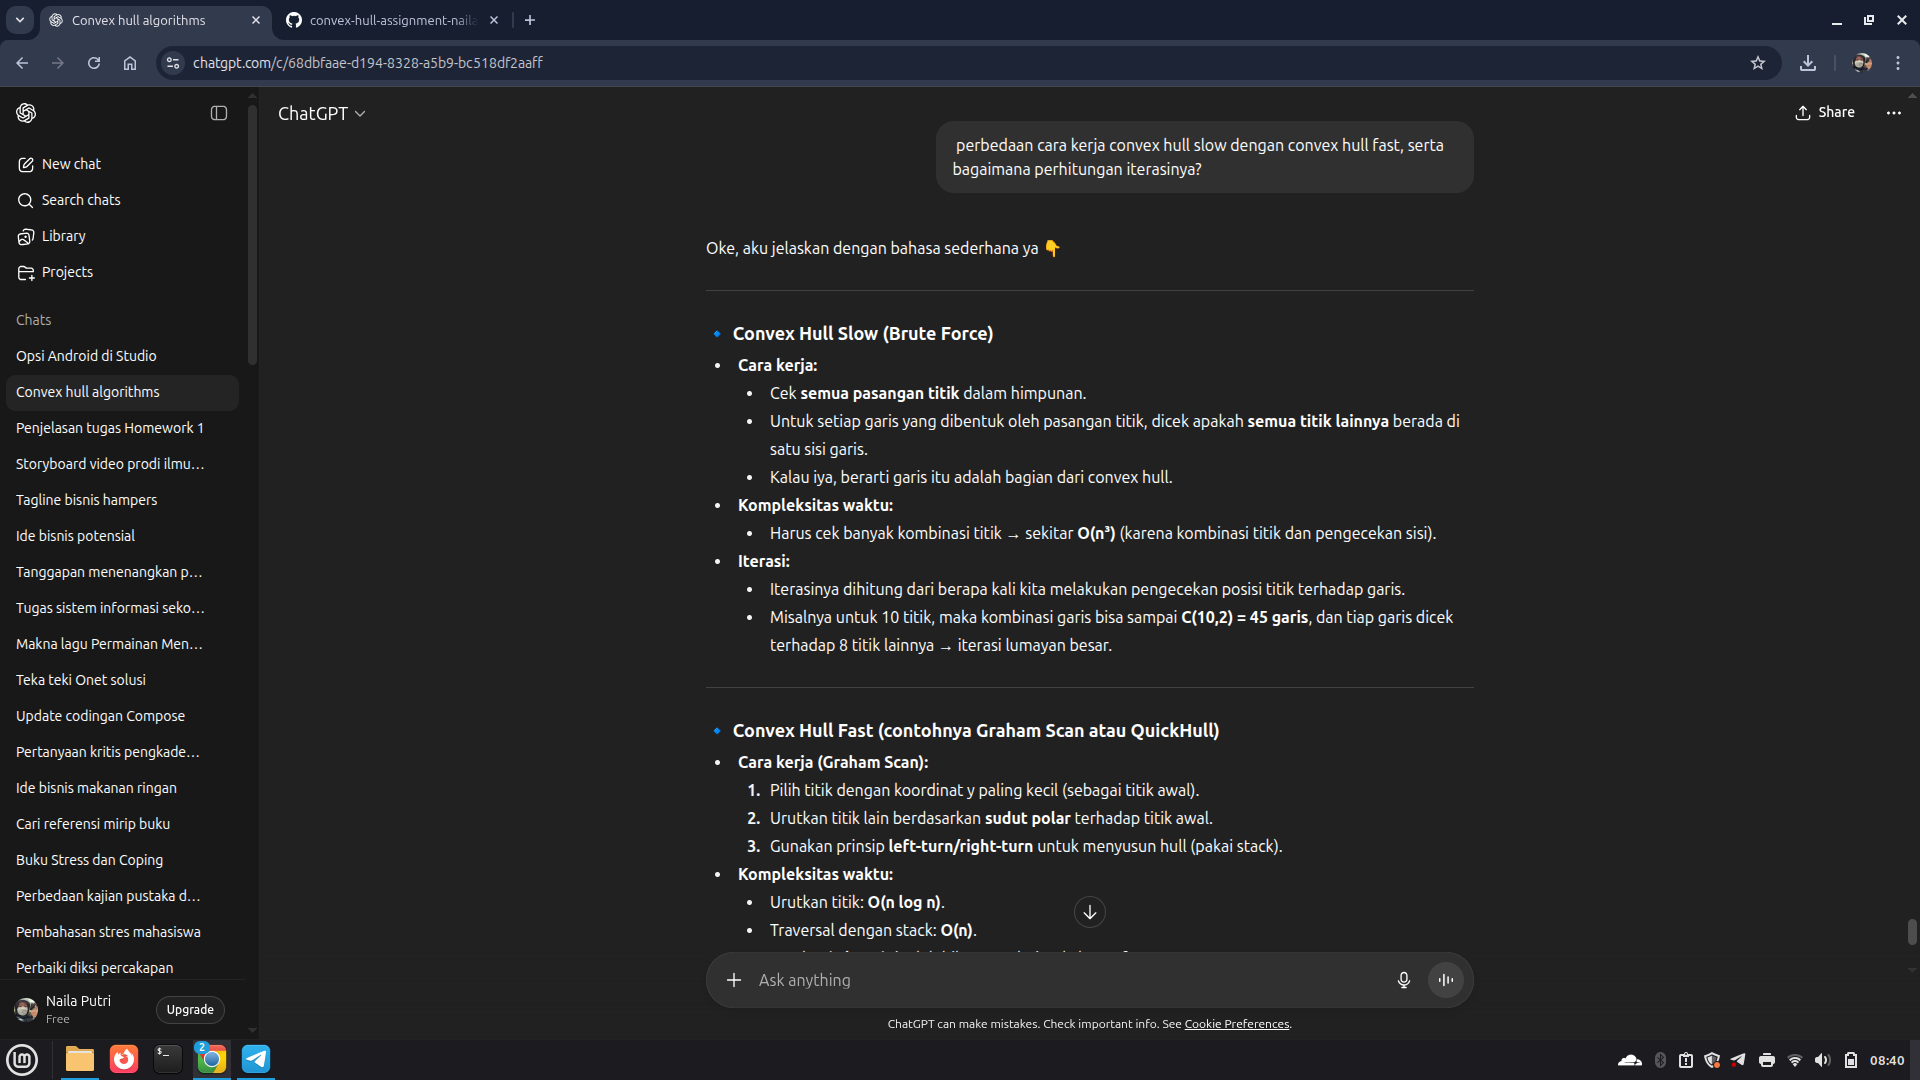 Convex hull algorithms
convex-hull-assignment-naila
chatgpt.com/c/68dbfaae-d194-8328-a5b9-bc518df2aaff
ChatGPT
Share
New chat
Search chats
Library
Projects
Chats
Opsi Android di Studio
Convex hull algorithms
Penjelasan tugas Homework 1
Storyboard video prodi ilmu...
Tagline bisnis hampers
Ide bisnis potensial
Tanggapan menenangkan p...
Tugas sistem informasi seko...
Makna lagu Permainan Men...
Teka teki Onet solusi
Update codingan Compose
Pertanyaan kritis pengkade...
Ide bisnis makanan ringan
Cari referensi mirip buku
Buku Stress dan Coping
Perbedaan kajian pustaka d...
Pembahasan stres mahasiswa
Perbaiki diksi percakapan
Naila Putri
Free
Upgrade
perbedaan cara kerja convex hull slow dengan convex hull fast, serta
bagaimana perhitungan iterasinya?
Oke, aku jelaskan dengan bahasa sederhana ya 👇
🔹 Convex Hull Slow (Brute Force)
• Cara kerja:
• Cek semua pasangan titik dalam himpunan.
• Untuk setiap garis yang dibentuk oleh pasangan titik, dicek apakah semua titik lainnya berada di
satu sisi garis.
• Kalau iya, berarti garis itu adalah bagian dari convex hull.
• Kompleksitas waktu:
• Harus cek banyak kombinasi titik → sekitar O(n³) (karena kombinasi titik dan pengecekan sisi).
• Iterasi:
• Iterasinya dihitung dari berapa kali kita melakukan pengecekan posisi titik terhadap garis.
• Misalnya untuk 10 titik, maka kombinasi garis bisa sampai C(10,2) = 45 garis, dan tiap garis dicek
terhadap 8 titik lainnya → iterasi lumayan besar.
🔹 Convex Hull Fast (contohnya Graham Scan atau QuickHull)
• Cara kerja (Graham Scan):
1. Pilih titik dengan koordinat y paling kecil (sebagai titik awal).
2. Urutkan titik lain berdasarkan sudut polar terhadap titik awal.
3. Gunakan prinsip left-turn/right-turn untuk menyusun hull (pakai stack).
• Kompleksitas waktu:
• Urutkan titik: O(n log n).
• Traversal dengan stack: O(n).
Ask anything
ChatGPT can make mistakes. Check important info. See Cookie Preferences.
2
08:40